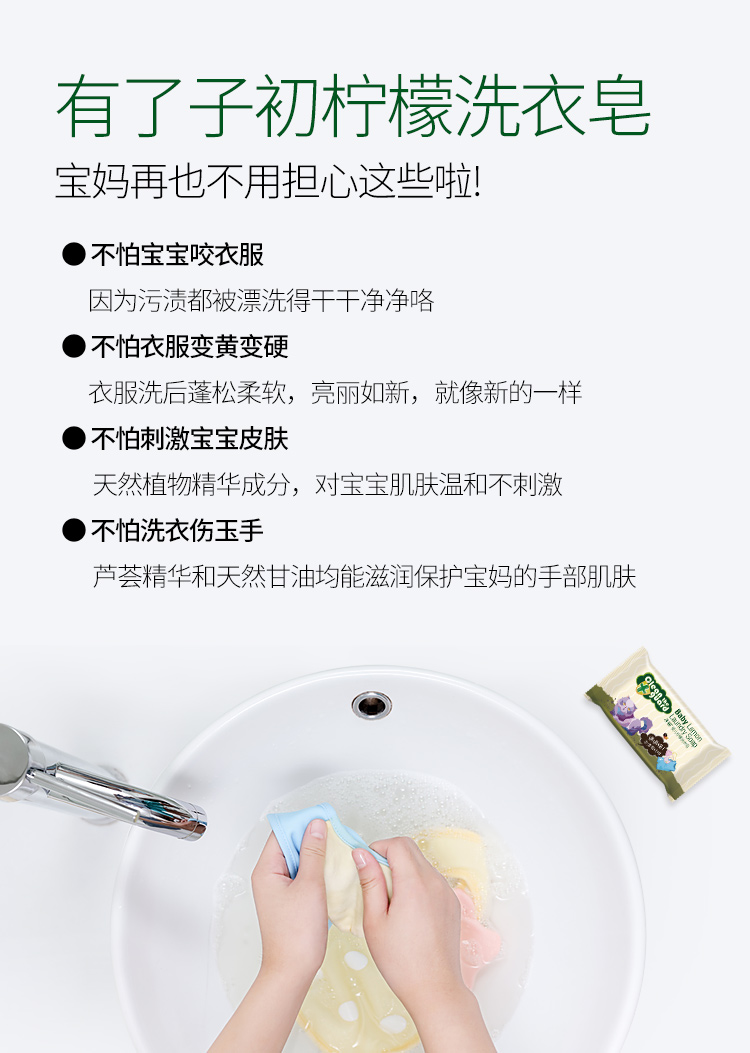 有了子初柠檬洗衣皂
宝妈再也不用担心这些啦!
● 不怕宝宝咬衣服
因为污渍都被漂洗得干干净净咯
● 不怕衣服变黄变硬
衣服洗后蓬松柔软，亮丽如新，就像新的一样
● 不怕刺激宝宝皮肤
天然植物精华成分，对宝宝肌肤温和不刺激
● 不怕洗衣伤玉手
芦荟精华和天然甘油均能滋润保护宝妈的手部肌肤
Clean
guard
Baby Lemon
Laundry Soap